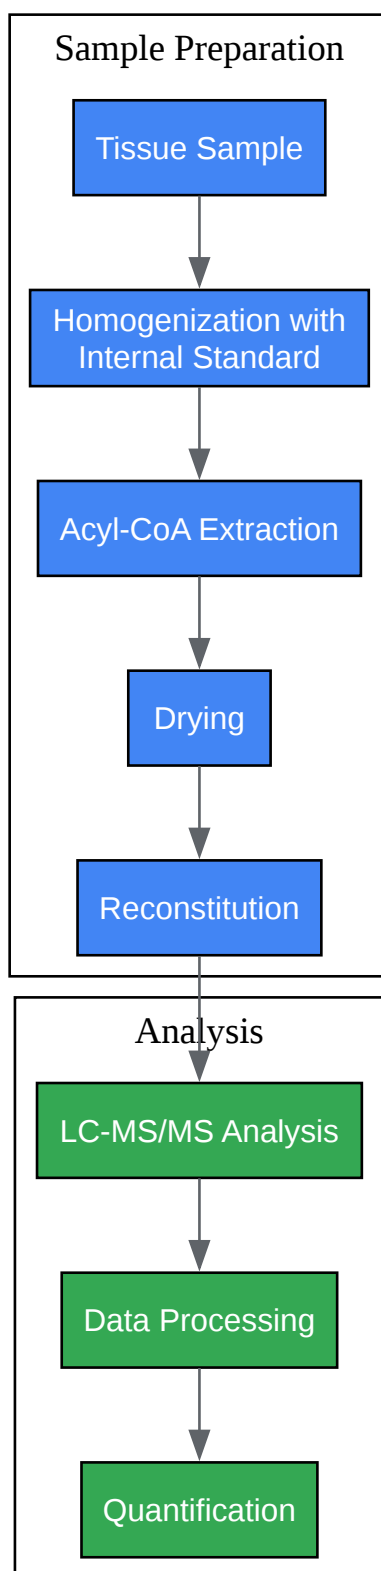 Sample Preparation
Tissue Sample
Homogenization with
Internal Standard
Acyl-CoA Extraction
Drying
Reconstitution
Analysis
LC-MS/MS Analysis
Data Processing
Quantification